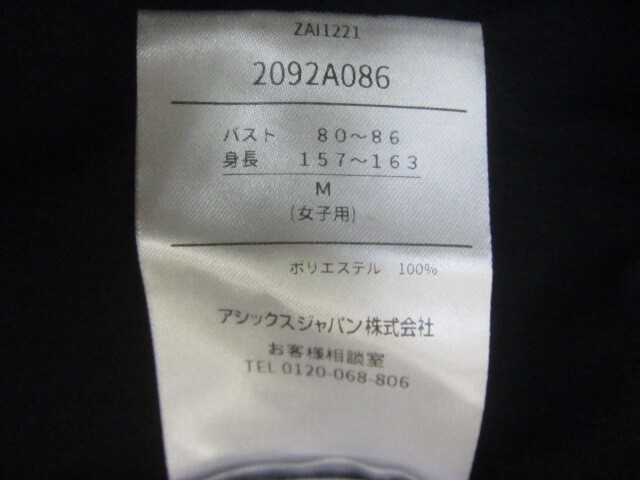 ZAI1221
2092A086
バスト 80～86
身長 157～163
M
(女子用)
ポリエステル 100%
アシックスジャパン株式会社
お客様相談室
TEL 0120-068-806